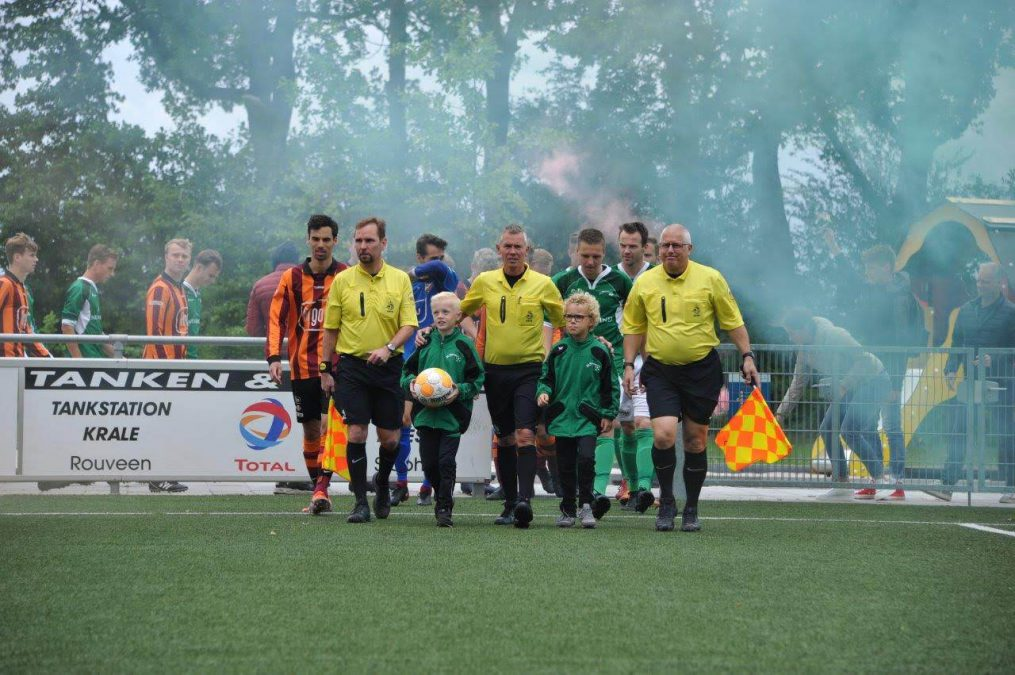 TANKEN &
TANKSTATION
KRALE
Rouveen
TOTAL